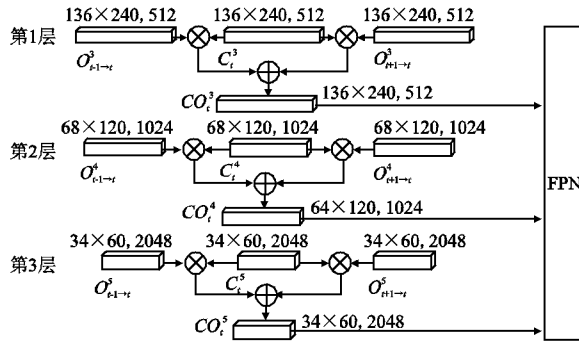 136×240, 512 136×240, 512 136×240, 512
第1层
O³ₜ₋₁→ₜ C³ₜ O³ₜ₊₁→ₜ
CO³ₜ 136×240, 512
68×120, 1024 68×120, 1024 68×120, 1024
第2层
O⁴ₜ₋₁→ₜ C⁴ₜ O⁴ₜ₊₁→ₜ
CO⁴ₜ 64×120, 1024
FPN
34×60, 2048 34×60, 2048 34×60, 2048
第3层
O⁵ₜ₋₁→ₜ C⁵ₜ O⁵ₜ₊₁→ₜ
CO⁵ₜ 34×60, 2048